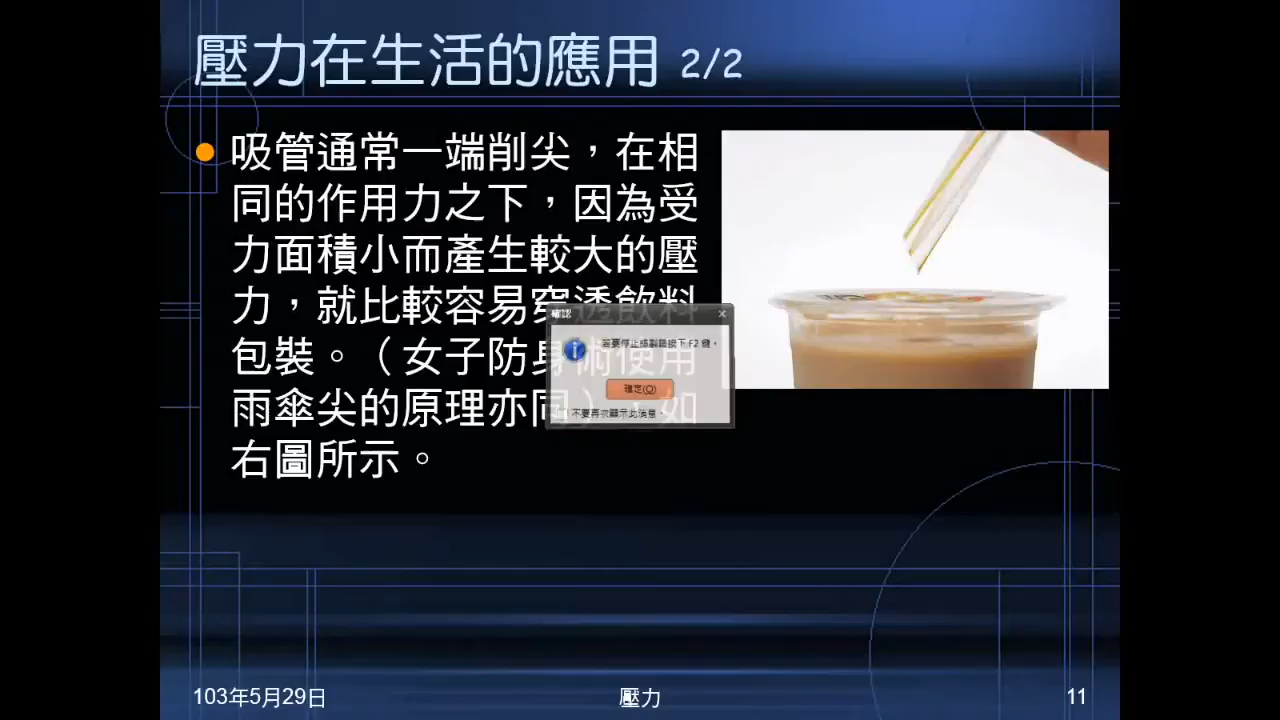 壓力在生活的應用 2/2
吸管通常一端削尖，在相
同的作用力之下，因為受
力面積小而產生較大的壓
力，就比較容易穿透飲料
包裝。（女子防身術使用
雨傘尖的原理亦同），如
右圖所示。
確認
若要停止錄製請按下 F2 鍵。
確定(O)
不要再次顯示此訊息。
103年5月29日
壓力
11